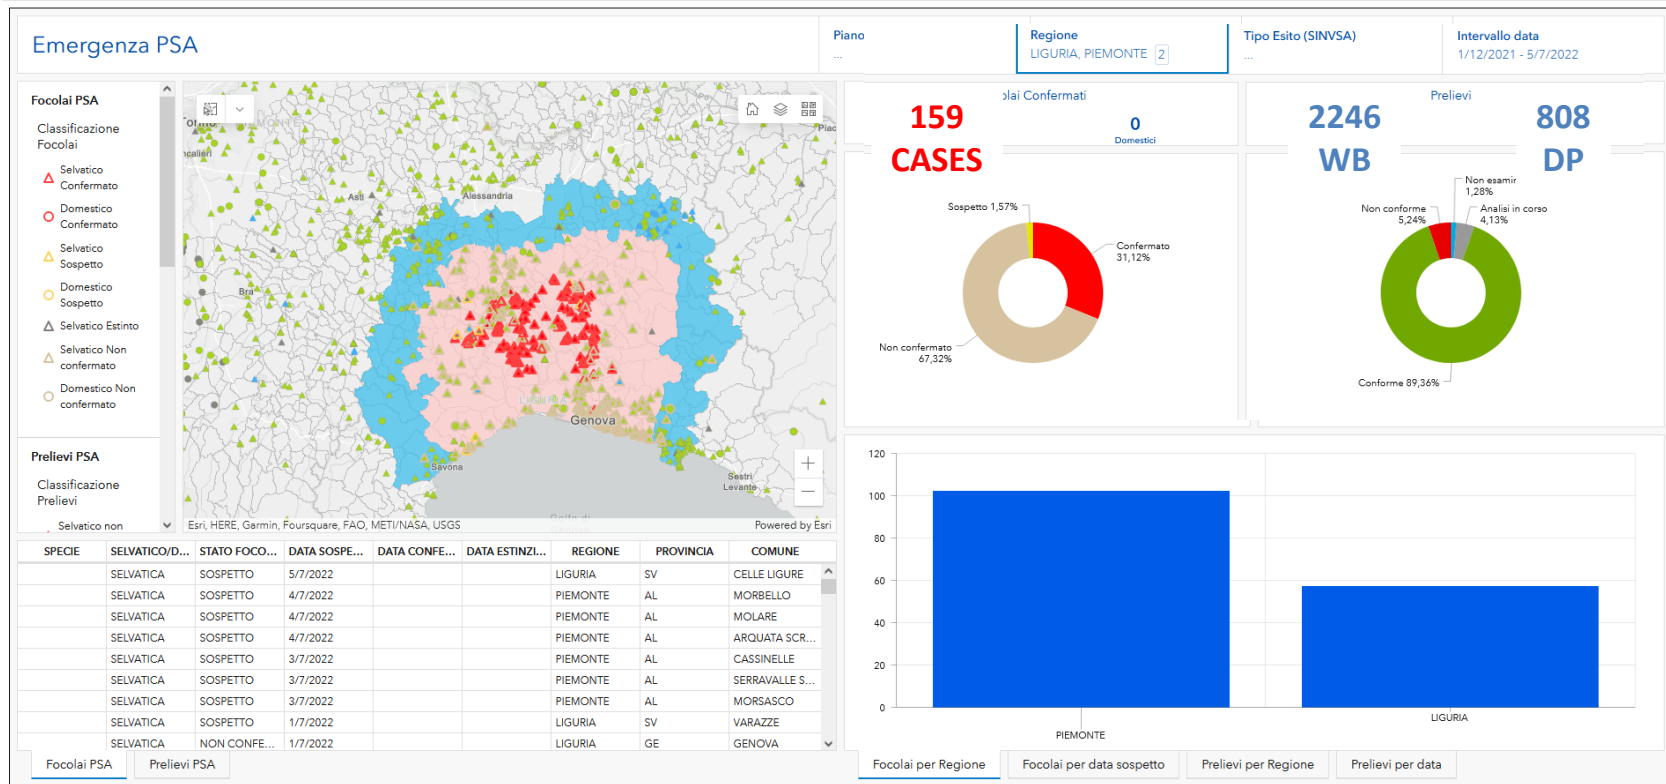 Emergenza PSA
Piano
...
Regione
LIGURIA, PIEMONTE 2
Tipo Esito (SINVSA)
...
Intervallo data
1/12/2021 - 5/7/2022
Focolai PSA
Classificazione
Focolai
Selvatico
Confermato
Domestico
Confermato
Selvatico
Sospetto
Domestico
Sospetto
Selvatico Estinto
Selvatico Non
confermato
Domestico Non
confermato
Prelievi PSA
Classificazione
Prelievi
Selvatico non
Asti
Alessandria
Bra
Genova
Savona
Sestri
Levante
Esri, HERE, Garmin, Foursquare, FAO, METI/NASA, USGS
Powered by Esri
SPECIE SELVATICO/D... STATO FOCO... DATA SOSPE... DATA CONFE... DATA ESTINZI... REGIONE PROVINCIA COMUNE
SELVATICA SOSPETTO 5/7/2022 LIGURIA SV CELLE LIGURE
SELVATICA SOSPETTO 4/7/2022 PIEMONTE AL MORBELLO
SELVATICA SOSPETTO 4/7/2022 PIEMONTE AL MOLARE
SELVATICA SOSPETTO 4/7/2022 PIEMONTE AL ARQUATA SCR...
SELVATICA SOSPETTO 3/7/2022 PIEMONTE AL CASSINELLE
SELVATICA SOSPETTO 3/7/2022 PIEMONTE AL SERRAVALLE S...
SELVATICA SOSPETTO 3/7/2022 PIEMONTE AL MORSASCO
SELVATICA SOSPETTO 1/7/2022 LIGURIA SV VARAZZE
SELVATICA NON CONFE... 1/7/2022 LIGURIA GE GENOVA
Focolai PSA Prelievi PSA
olai Confermati
159
CASES
0
Domestici
Sospetto 1,57%
Confermato
31,12%
Non confermato
67,32%
Prelievi
2246
WB
808
DP
Non esamir
1,28%
Non conforme
5,24%
Analisi in corso
4,13%
Conforme 89,36%
120
100
80
60
40
20
0
PIEMONTE
LIGURIA
Focolai per Regione Focolai per data sospetto Prelievi per Regione Prelievi per data